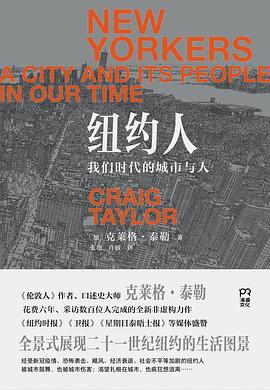 NEW
YORKERS
A CITY AND ITS PEOPLE
IN OUR TIME
纽约人
我们时代的城市与人
CRAIG
TAYLOR
[加] 克莱格·泰勒 著
张艳 许敏 译
《伦敦人》作者、口述史大师 克莱格·泰勒
花费六年、采访数百位人完成的全新非虚构力作
《纽约时报》《卫报》《星期日泰晤士报》等媒体盛赞
全景式展现二十一世纪纽约的生活图景
经受新冠疫情、恐怖袭击、飓风、经济衰退、社会不平等加剧的纽约人
被城市鼓舞，也被城市伤害；渴望扎根在城市，也疯狂想逃离……
浦睿文化